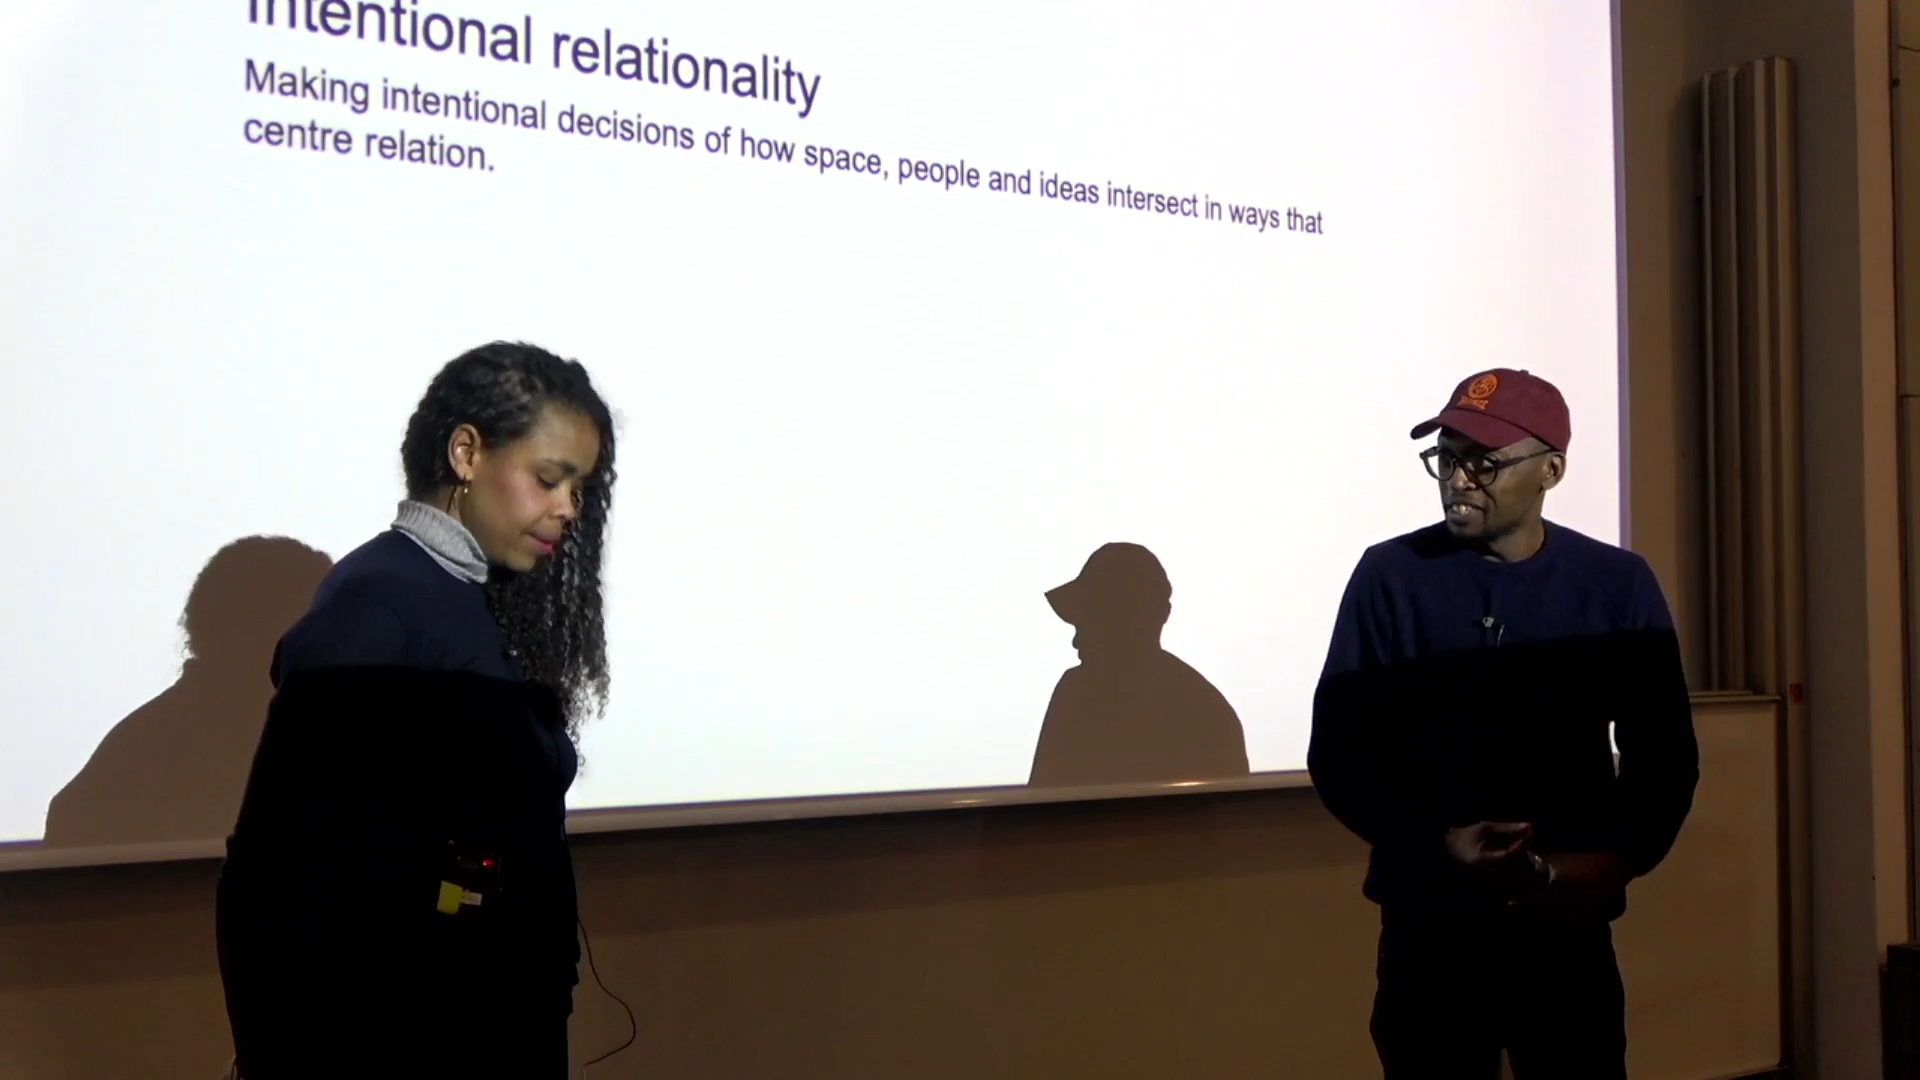 Intentional relationality
Making intentional decisions of how space, people and ideas intersect in ways that
centre relation.